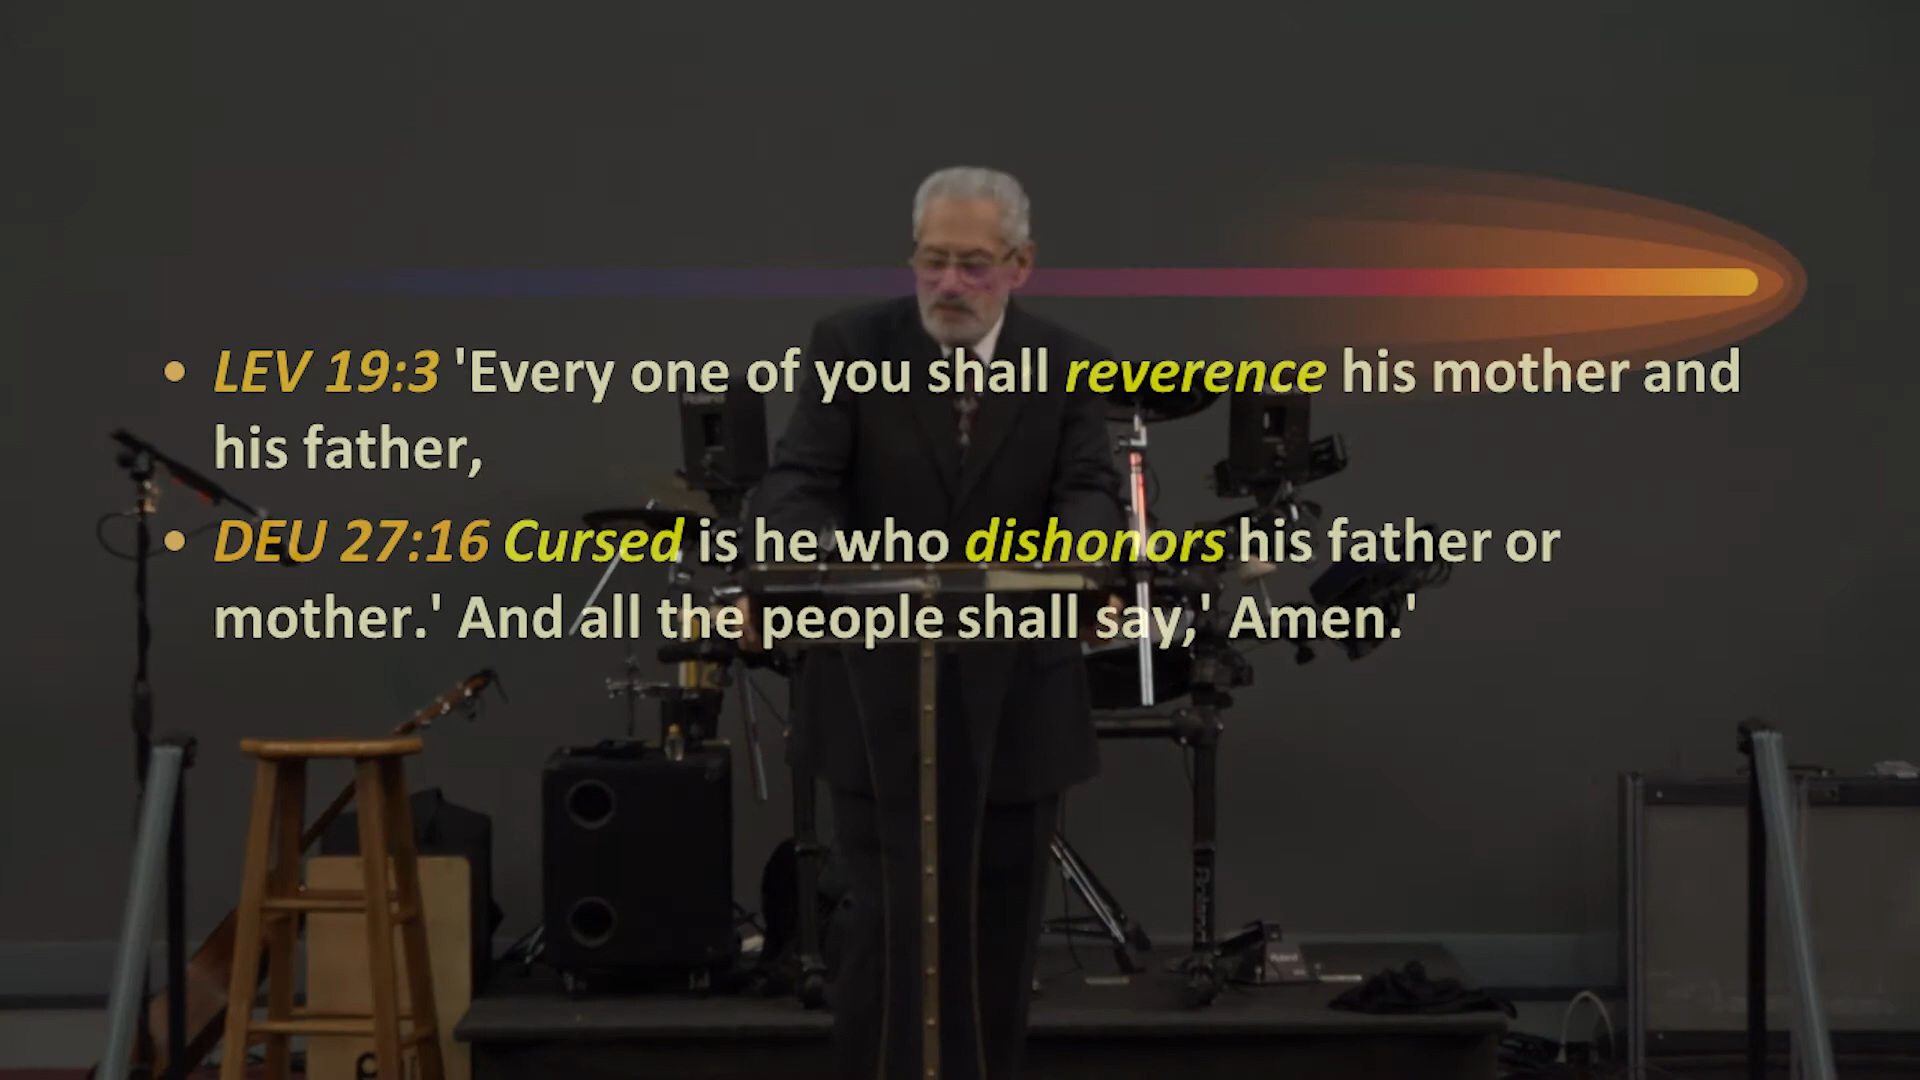 • LEV 19:3 'Every one of you shall reverence his mother and
his father,
• DEU 27:16 Cursed is he who dishonors his father or
mother.' And all the people shall say,' Amen.'
Roland